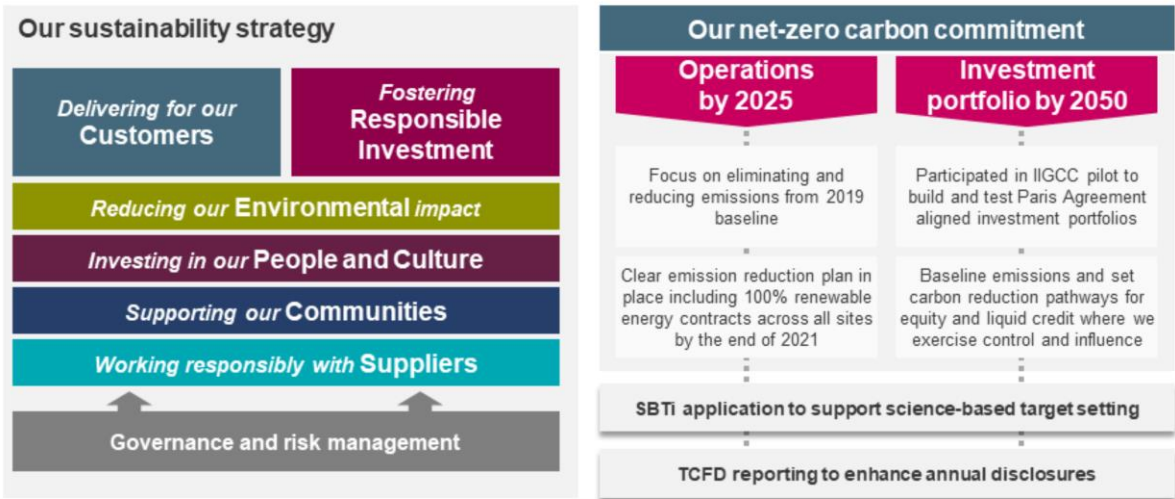 Our sustainability strategy
Delivering for our
Customers
Fostering
Responsible
Investment
Reducing our Environmental impact
Investing in our People and Culture
Supporting our Communities
Working responsibly with Suppliers
Governance and risk management
Our net-zero carbon commitment
Operations
by 2025
Focus on eliminating and
reducing emissions from 2019
baseline
Clear emission reduction plan in
place including 100% renewable
energy contracts across all sites
by the end of 2021
Investment
portfolio by 2050
Participated in IIGCC pilot to
build and test Paris Agreement
aligned investment portfolios
Baseline emissions and set
carbon reduction pathways for
equity and liquid credit where we
exercise control and influence
SBTi application to support science-based target setting
TCFD reporting to enhance annual disclosures